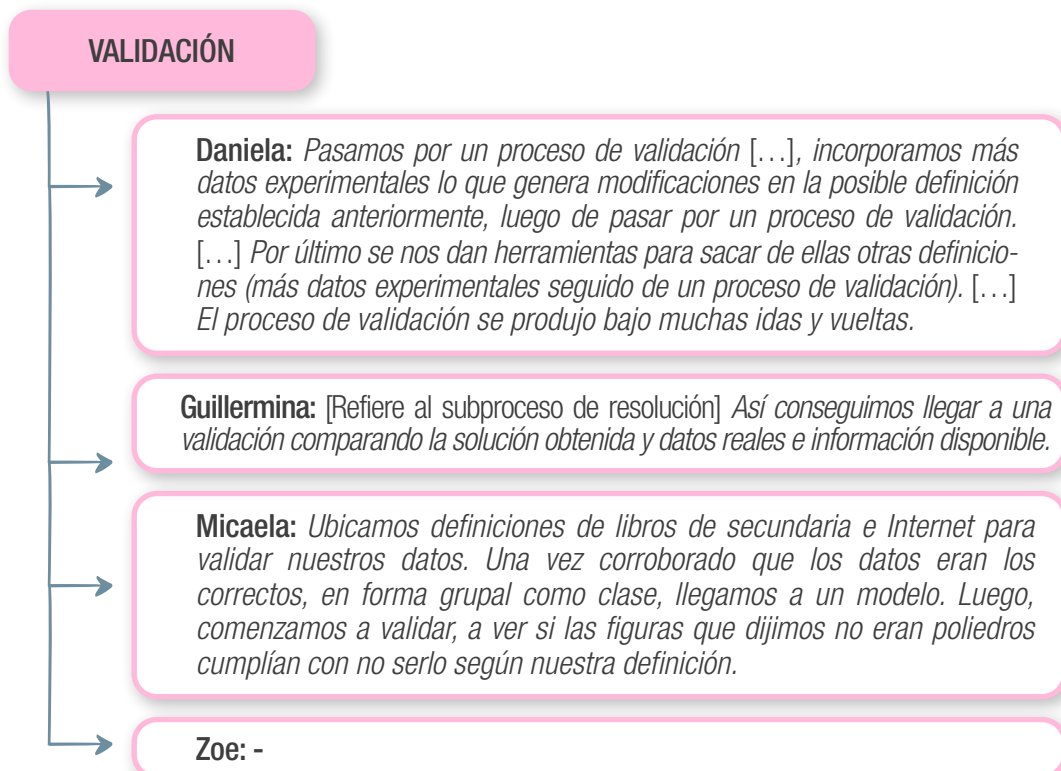 VALIDACIÓN
Daniela: Pasamos por un proceso de validación [...], incorporamos más
datos experimentales lo que genera modificaciones en la posible definición
establecida anteriormente, luego de pasar por un proceso de validación.
[...] Por último se nos dan herramientas para sacar de ellas otras definicio-
nes (más datos experimentales seguido de un proceso de validación). [...]
El proceso de validación se produjo bajo muchas idas y vueltas.
Guillermina: [Refiere al subproceso de resolución] Así conseguimos llegar a una
validación comparando la solución obtenida y datos reales e información disponible.
Micaela: Ubicamos definiciones de libros de secundaria e Internet para
validar nuestros datos. Una vez corroborado que los datos eran los
correctos, en forma grupal como clase, llegamos a un modelo. Luego,
comenzamos a validar, a ver si las figuras que dijimos no eran poliedros
cumplían con no serlo según nuestra definición.
Zoe: -